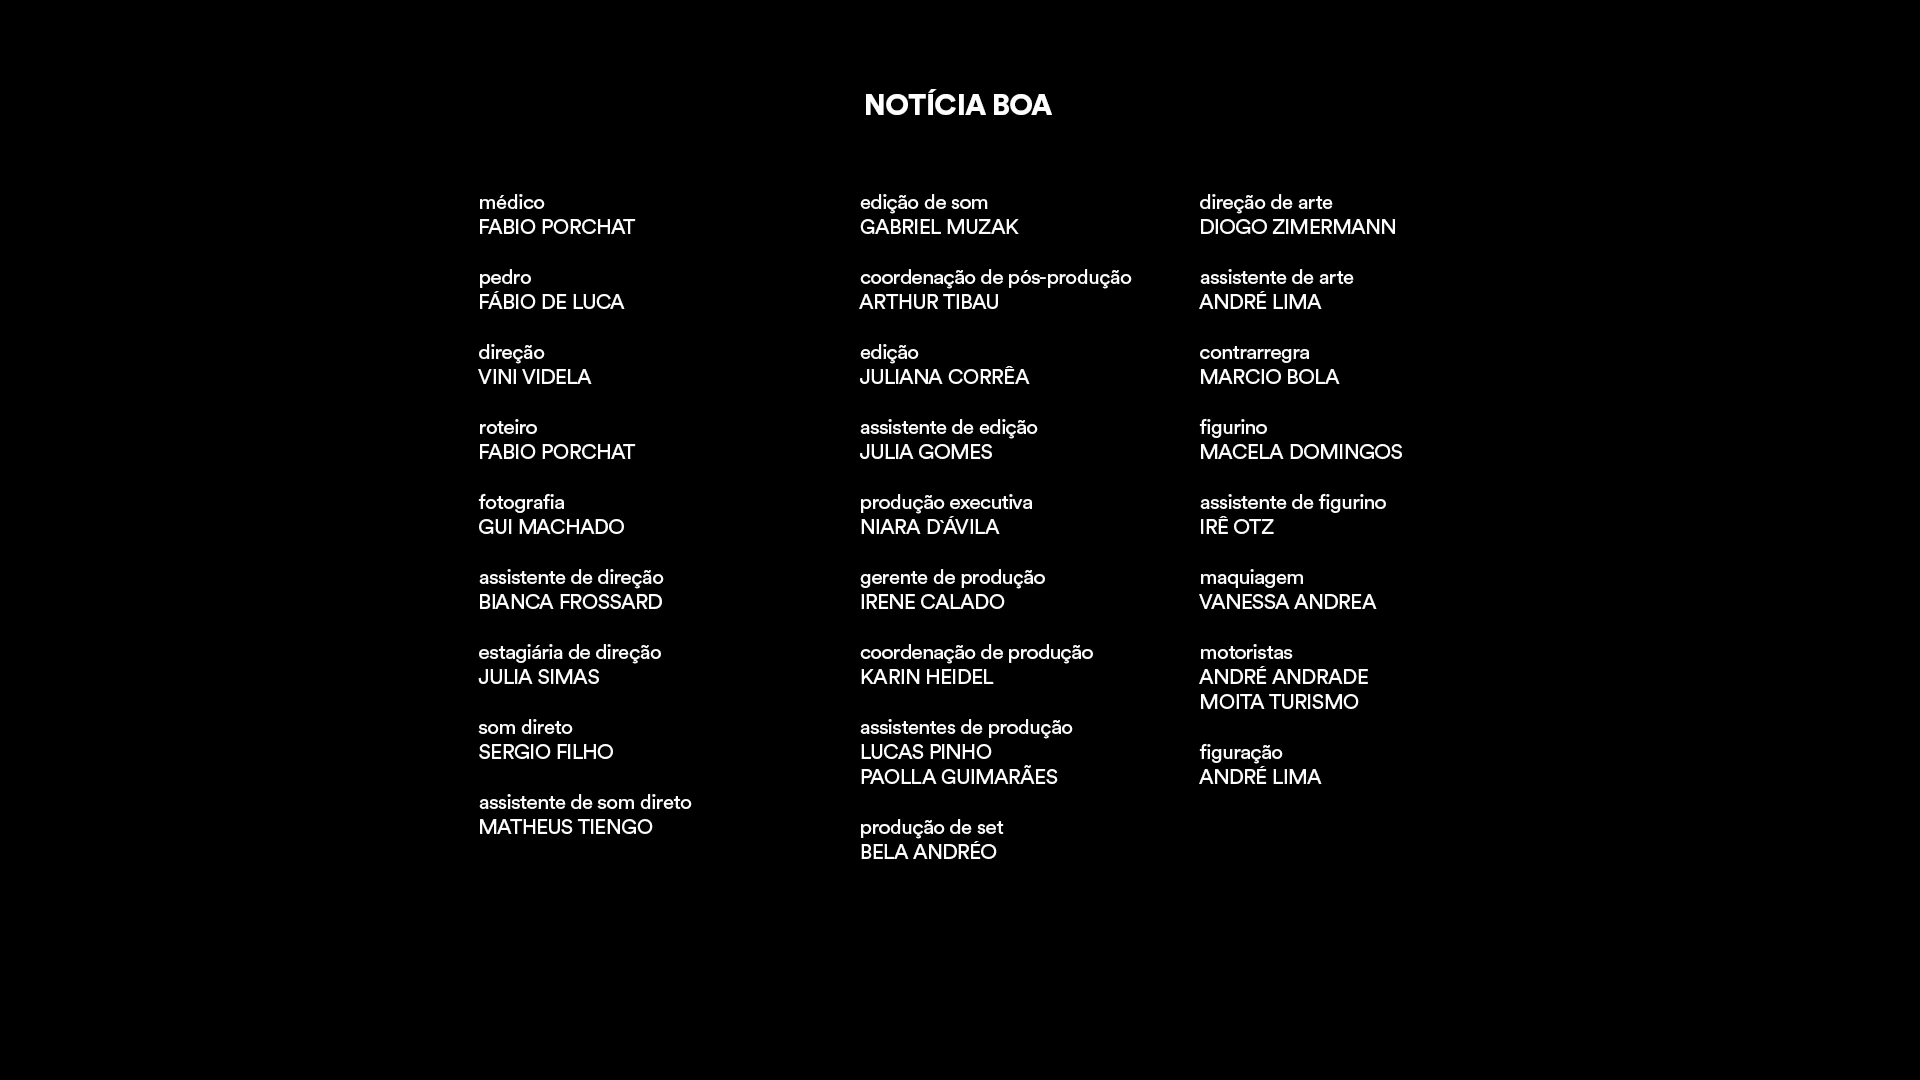 NOTÍCIA BOA
médico
FABIO PORCHAT
pedro
FÁBIO DE LUCA
direção
VINI VIDELA
roteiro
FABIO PORCHAT
fotografia
GUI MACHADO
assistente de direção
BIANCA FROSSARD
estagiária de direção
JULIA SIMAS
som direto
SERGIO FILHO
assistente de som direto
MATHEUS TIENGO
edição de som
GABRIEL MUZAK
coordenação de pós-produção
ARTHUR TIBAU
edição
JULIANA CORRÊA
assistente de edição
JULIA GOMES
produção executiva
NIARA D`ÁVILA
gerente de produção
IRENE CALADO
coordenação de produção
KARIN HEIDEL
assistentes de produção
LUCAS PINHO
PAOLLA GUIMARÃES
produção de set
BELA ANDRÉO
direção de arte
DIOGO ZIMERMANN
assistente de arte
ANDRÉ LIMA
contrarregra
MARCIO BOLA
figurino
MACELA DOMINGOS
assistente de figurino
IRÊ OTZ
maquiagem
VANESSA ANDREA
motoristas
ANDRÉ ANDRADE
MOITA TURISMO
figuração
ANDRÉ LIMA